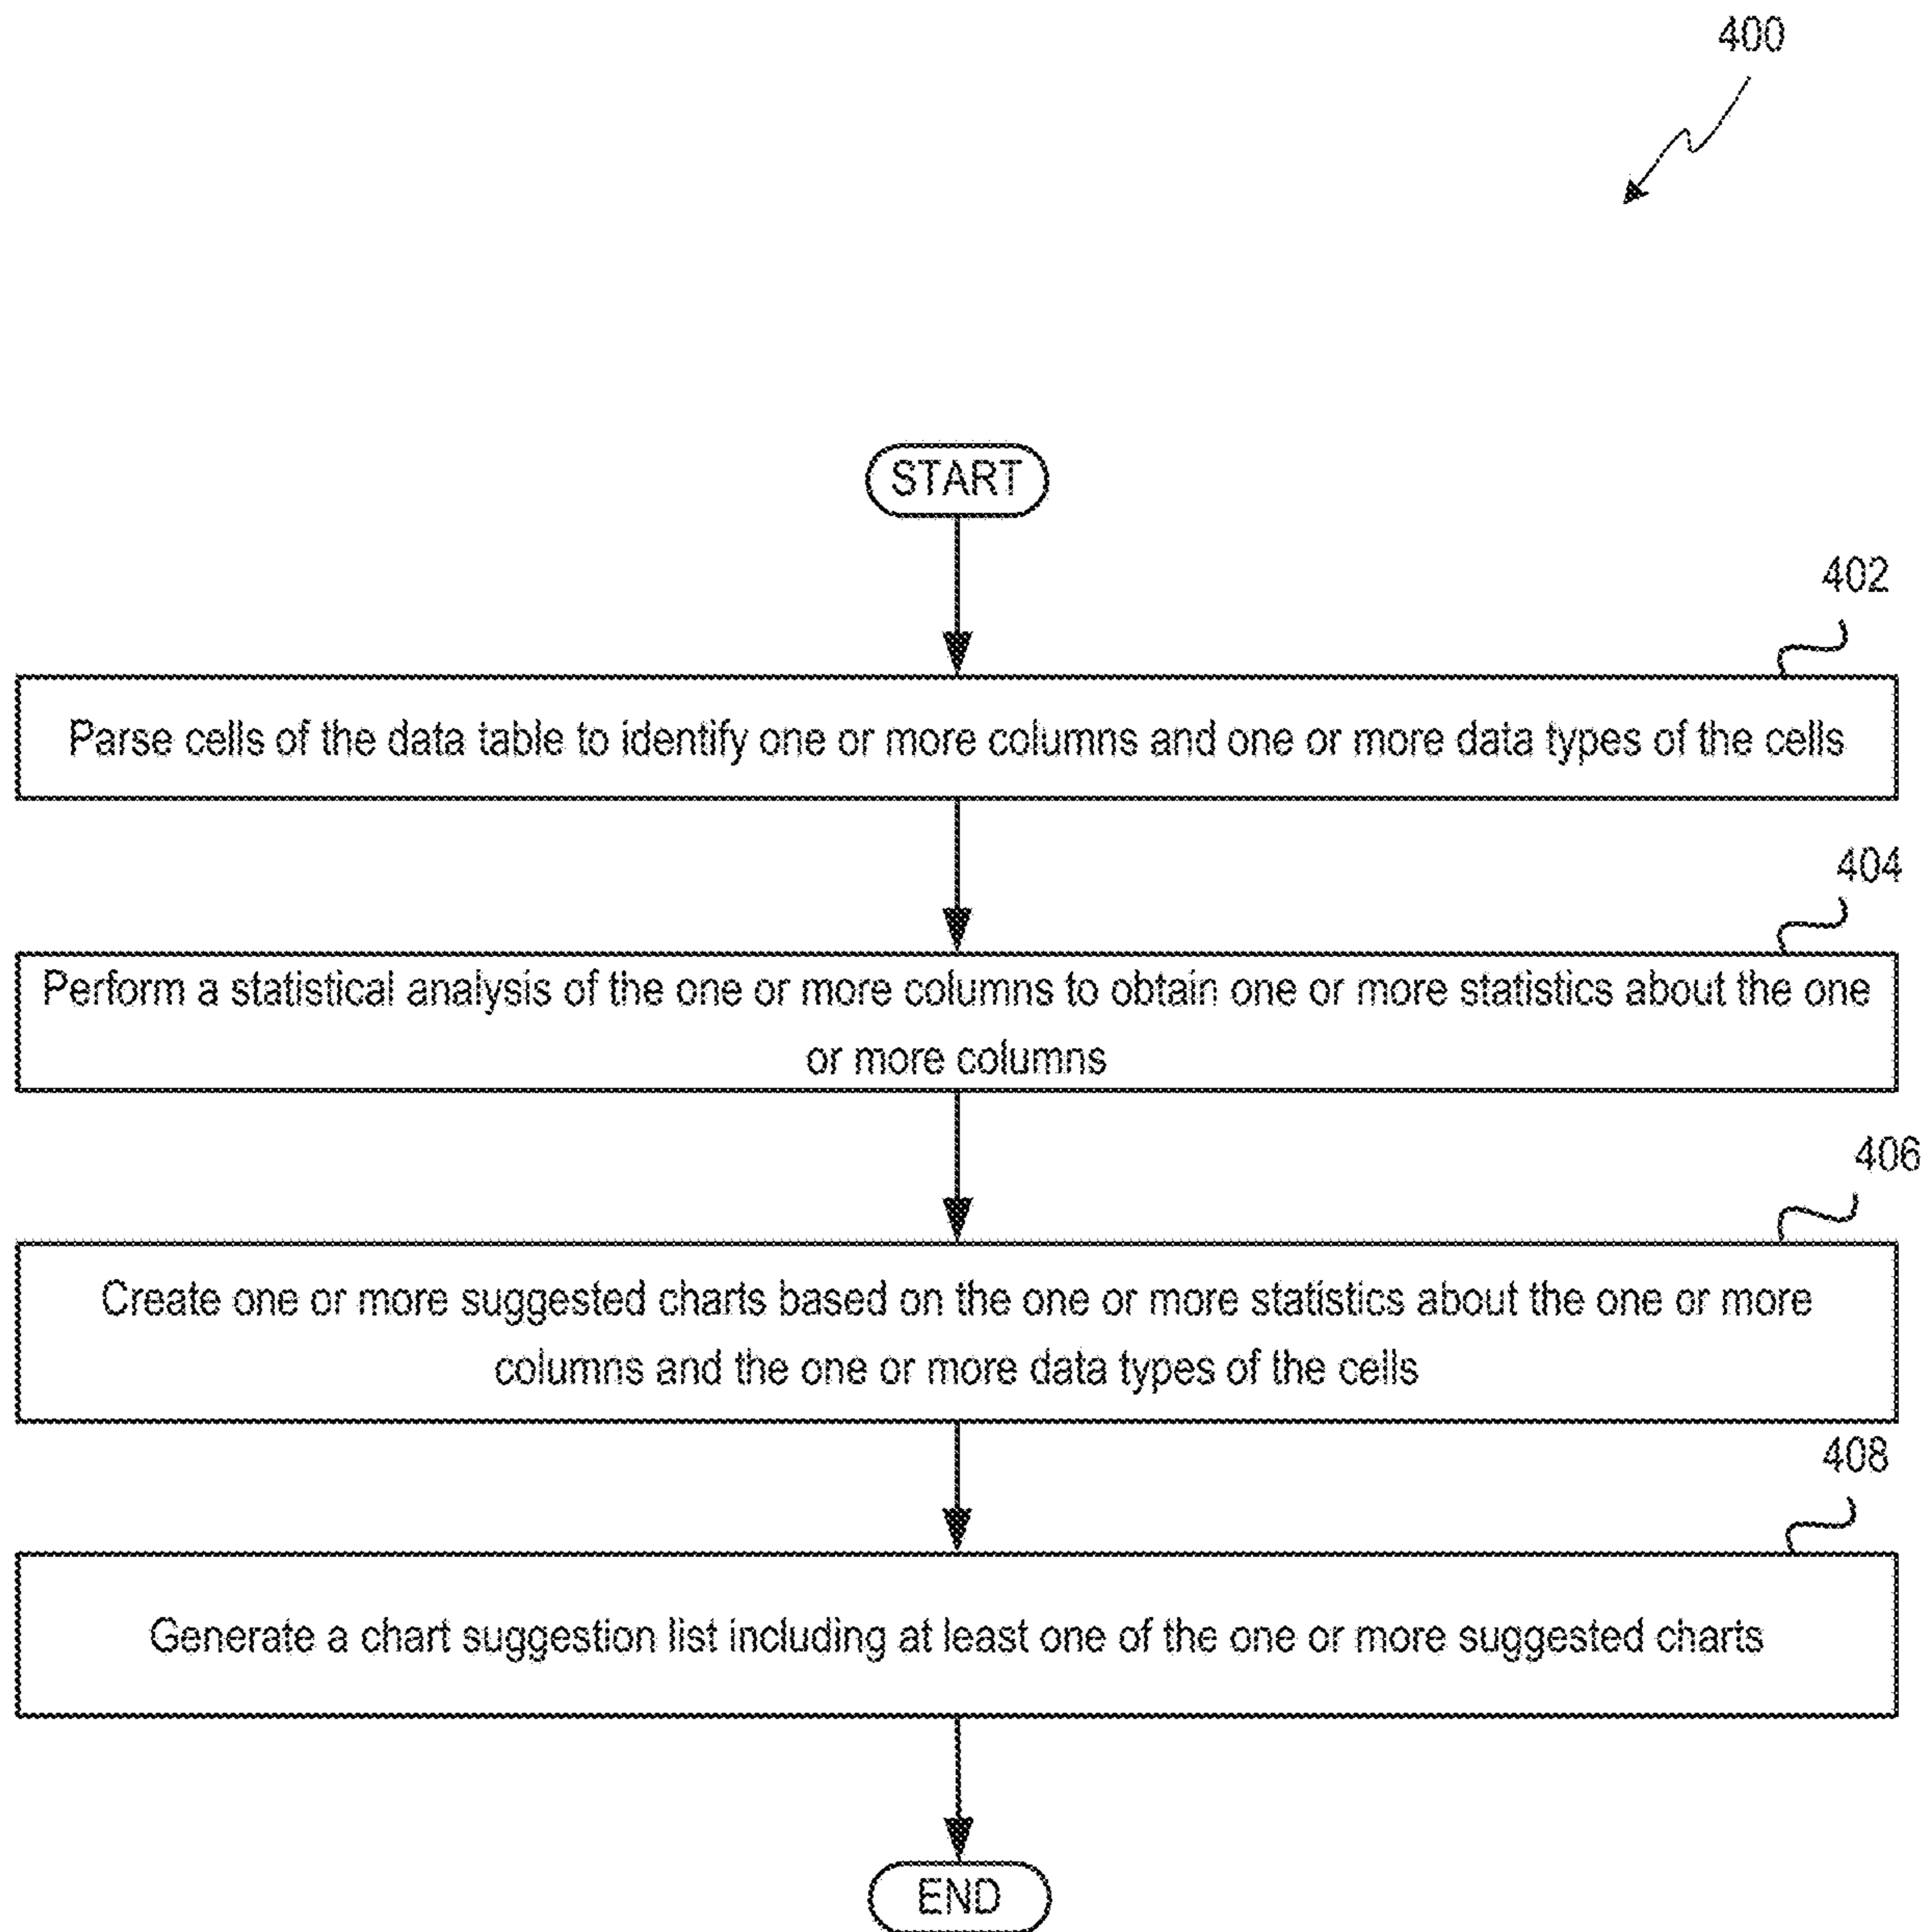 400
START
402
Parse cells of the data table to identify one or more columns and one or more data types of the cells
404
Perform a statistical analysis of the one or more columns to obtain one or more statistics about the one
or more columns
406
Create one or more suggested charts based on the one or more statistics about the one or more
columns and the one or more data types of the cells
408
Generate a chart suggestion list including at least one of the one or more suggested charts
END